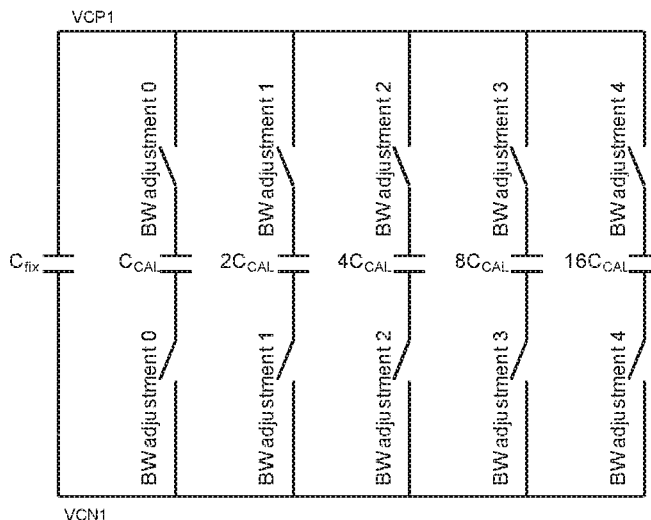 VCP1
BW adjustment 0
BW adjustment 1
BW adjustment 2
BW adjustment 3
BW adjustment 4
Cfix
CCAL
2CCAL
4CCAL
8CCAL
16CCAL
BW adjustment 0
BW adjustment 1
BW adjustment 2
BW adjustment 3
BW adjustment 4
VCN1